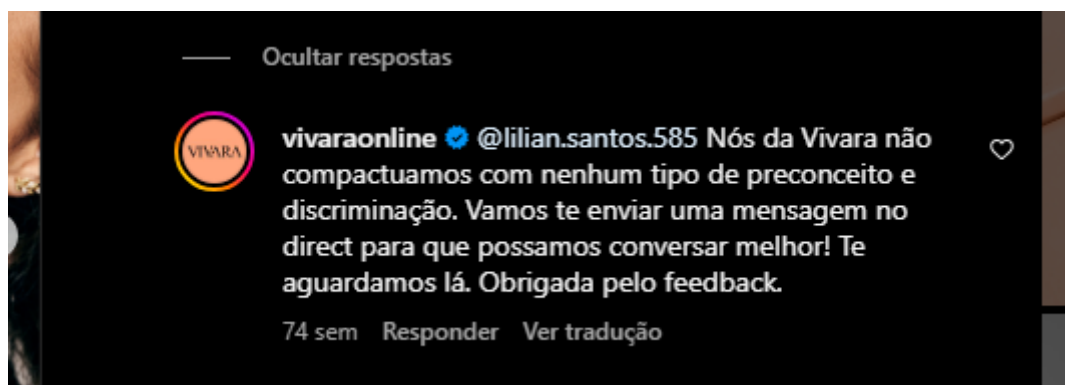 Ocultar respostas
VIVARA
vivaraonline @lilian.santos.585 Nós da Vivara não
compactuamos com nenhum tipo de preconceito e
discriminação. Vamos te enviar uma mensagem no
direct para que possamos conversar melhor! Te
aguardamos lá. Obrigada pelo feedback.
74 sem Responder Ver tradução